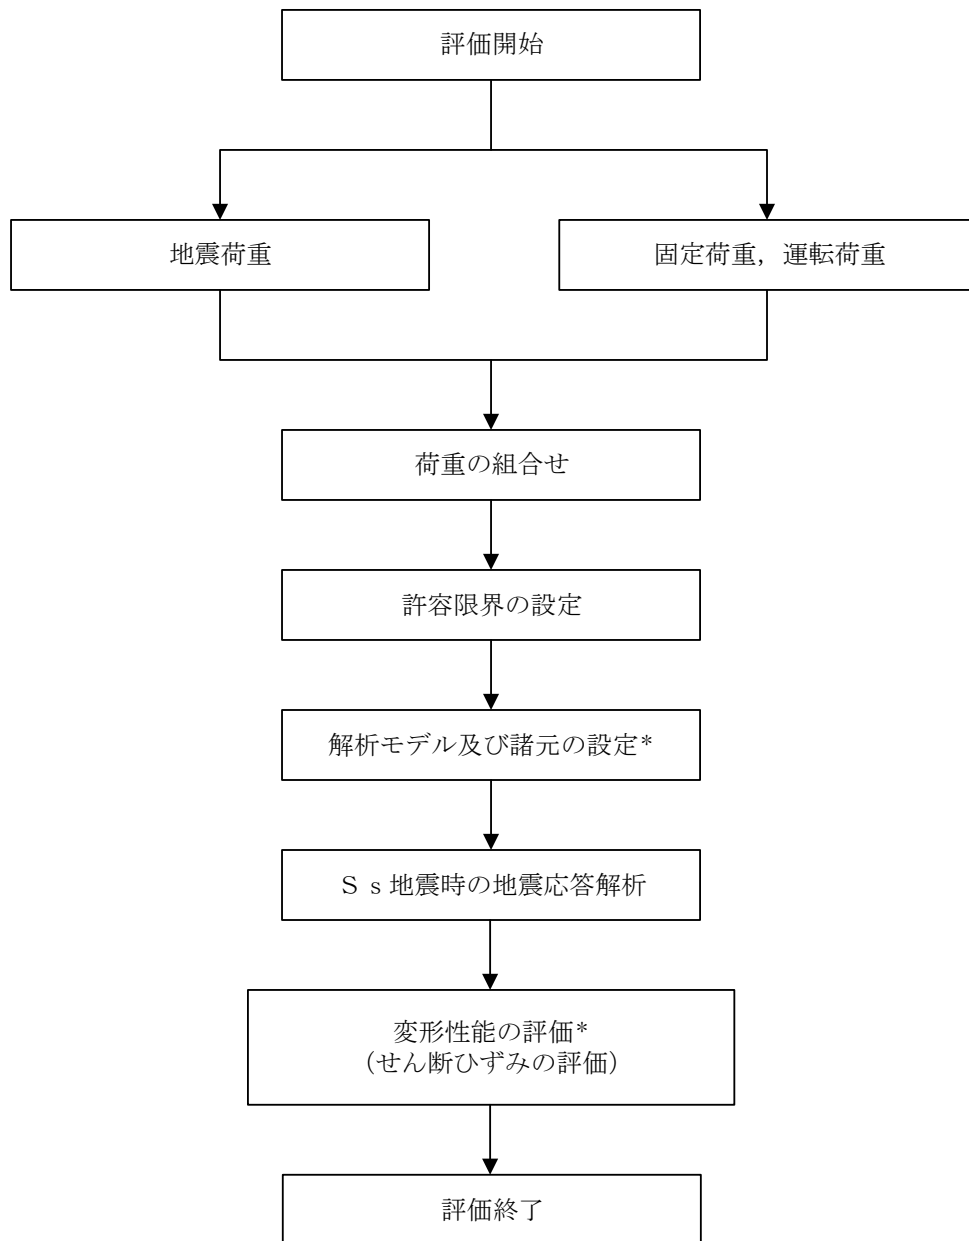 評価開始
地震荷重
固定荷重，運転荷重
荷重の組合せ
許容限界の設定
解析モデル及び諸元の設定*
Ｓｓ地震時の地震応答解析
変形性能の評価*
（せん断ひずみの評価）
評価終了